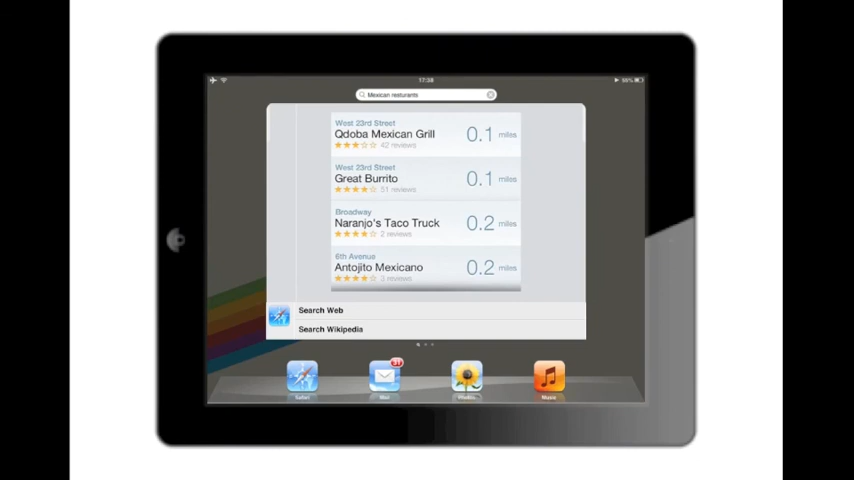 17:38
55%
Mexican resturants
West 23rd Street
Qdoba Mexican Grill
0.1 miles
42 reviews
West 23rd Street
Great Burrito
0.1 miles
51 reviews
Broadway
Naranjo's Taco Truck
0.2 miles
2 reviews
6th Avenue
Antojito Mexicano
0.2 miles
3 reviews
Search Web
Search Wikipedia
31
Safari
Mail
Photos
Music